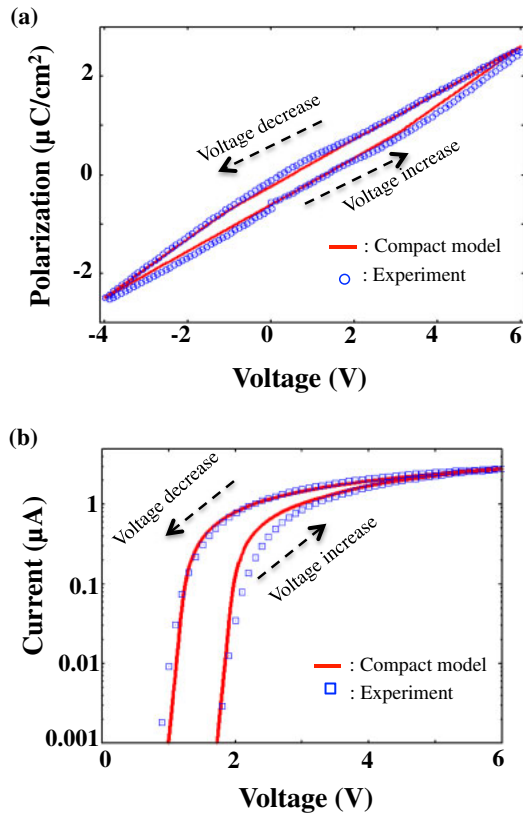 (a)
2
0
-2
Polarization (μC/cm²)
Voltage decrease
Voltage increase
: Compact model
: Experiment
-4 -2 0 2 4 6
Voltage (V)
(b)
1
0.1
0.01
0.001
Current (μA)
Voltage decrease
Voltage increase
: Compact model
: Experiment
0 2 4 6
Voltage (V)